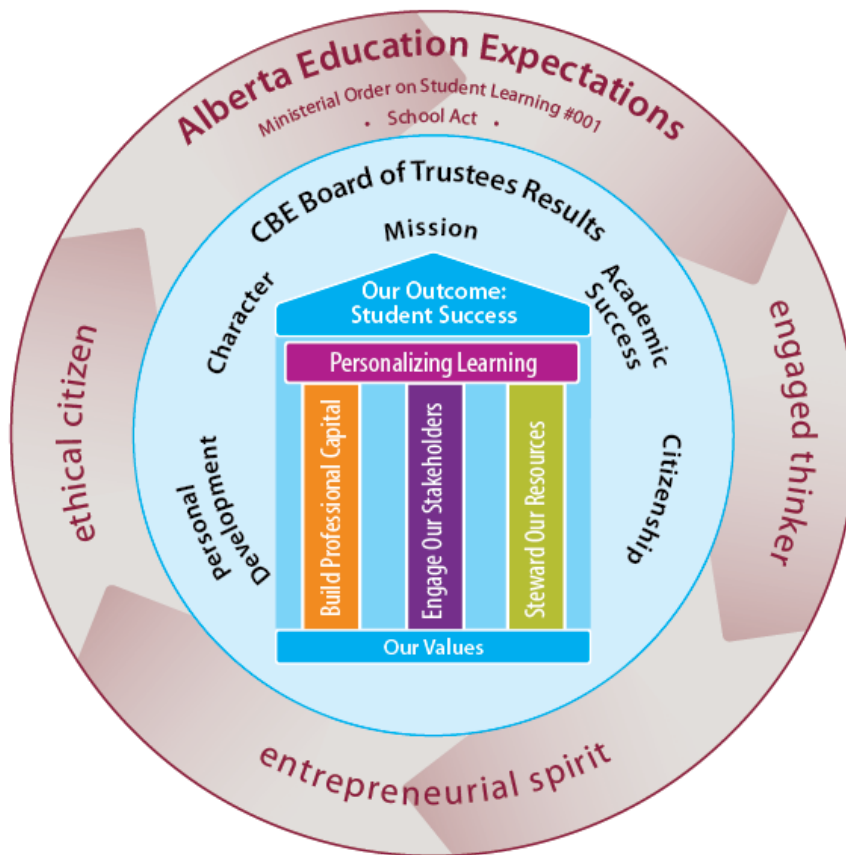 Alberta Education Expectations
Ministerial Order on Student Learning #001
• School Act •
CBE Board of Trustees Results
Mission
Character
Academic
Success
Personal
Development
Citizenship
Our Outcome:
Student Success
Personalizing Learning
Build Professional Capital
Engage Our Stakeholders
Steward Our Resources
Our Values
ethical citizen
engaged thinker
entrepreneurial spirit